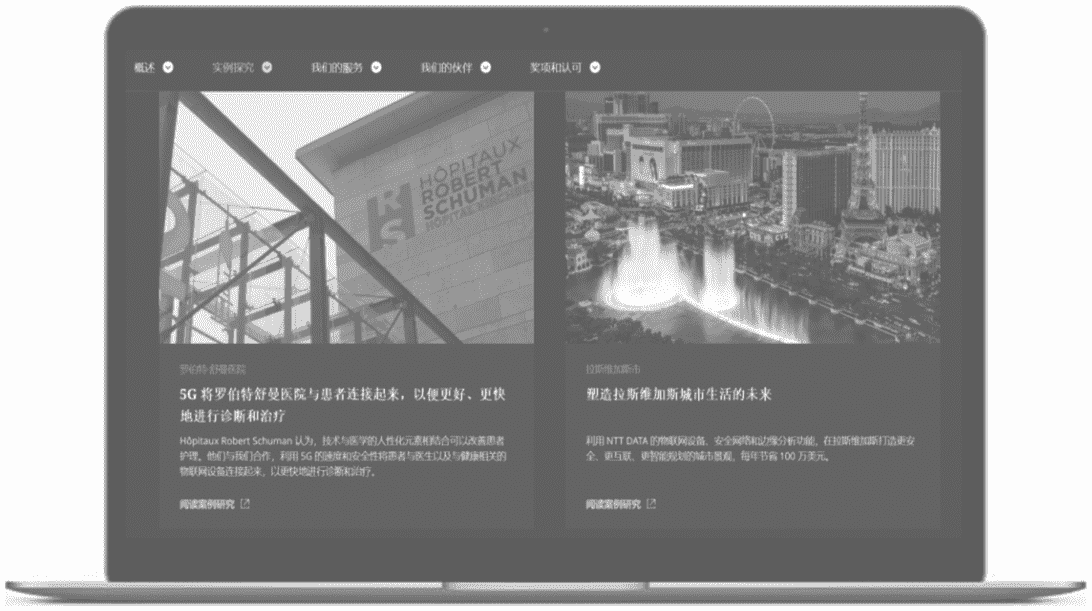 概述
实例探究
我们的服务
我们的伙伴
奖项和认可
HÔPITAUX
ROBERT
SCHUMAN
RS
罗伯特·舒曼医院
5G 将罗伯特舒曼医院与患者连接起来，以便更好、更快
地进行诊断和治疗
Hôpitaux Robert Schuman 认为，技术与医学的人性化元素相结合可以改善患者
护理。他们与我们合作，利用 5G 的速度和安全性将患者与医生以及与健康相关的
物联网设备连接起来，以更快地进行诊断和治疗。
阅读案例研究
拉斯维加斯市
塑造拉斯维加斯城市生活的未来
利用 NTT DATA 的物联网设备、安全网络和边缘分析功能，在拉斯维加斯打造更安
全、更互联、更智能规划的城市景观，每年节省 100 万美元。
阅读案例研究